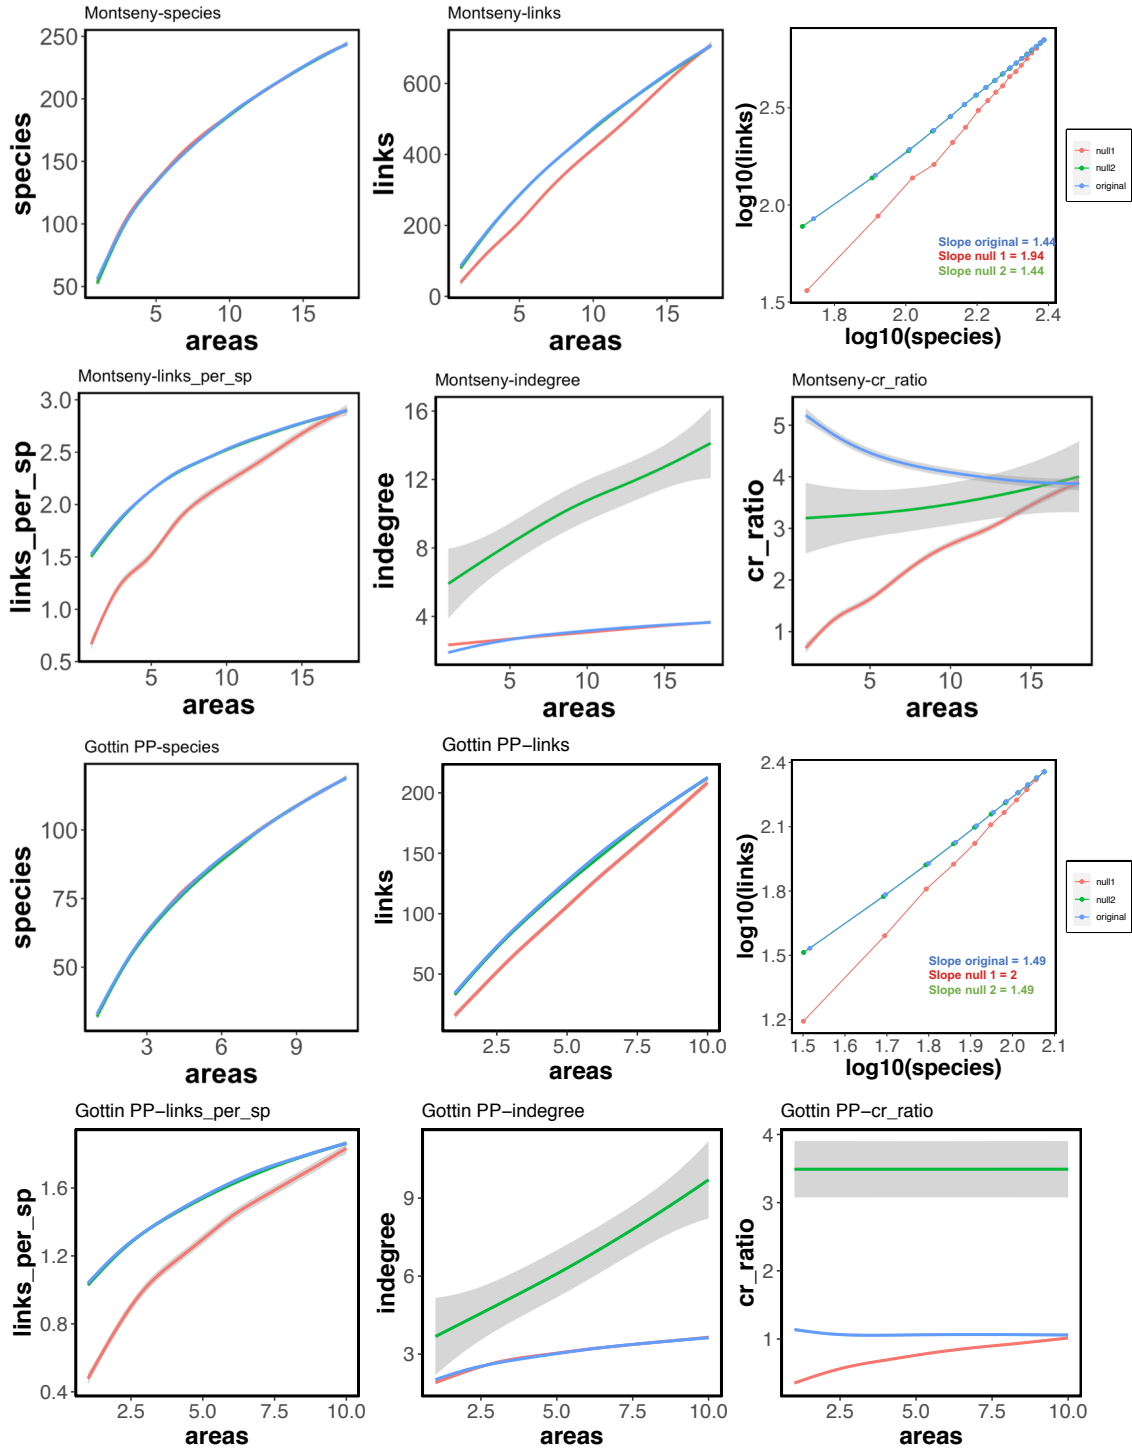 Montseny-species
Montseny-links
250
200
150
100
50
species
5
10
15
areas
600
400
200
0
links
5
10
15
areas
2.5
2.0
1.5
log10(links)
1.8
2.0
2.2
2.4
log10(species)
Slope original = 1.44
Slope null 1 = 1.94
Slope null 2 = 1.44
null1
null2
original
Montseny-links_per_sp
Montseny-indegree
Montseny-cr_ratio
3.0
2.5
2.0
1.5
1.0
0.5
links_per_sp
5
10
15
areas
16
12
8
4
indegree
5
10
15
areas
5
4
3
2
1
cr_ratio
5
10
15
areas
Gottin PP-species
Gottin PP−links
100
75
50
species
3
6
9
areas
200
150
100
50
links
2.5
5.0
7.5
10.0
areas
2.4
2.1
1.8
1.5
1.2
log10(links)
1.5
1.6
1.7
1.8
1.9
2.0
2.1
log10(species)
Slope original = 1.49
Slope null 1 = 2
Slope null 2 = 1.49
null1
null2
original
Gottin PP−links_per_sp
Gottin PP−indegree
Gottin PP−cr_ratio
1.6
1.2
0.8
0.4
links_per_sp
2.5
5.0
7.5
10.0
areas
9
6
3
indegree
2.5
5.0
7.5
10.0
areas
4
3
2
1
cr_ratio
2.5
5.0
7.5
10.0
areas